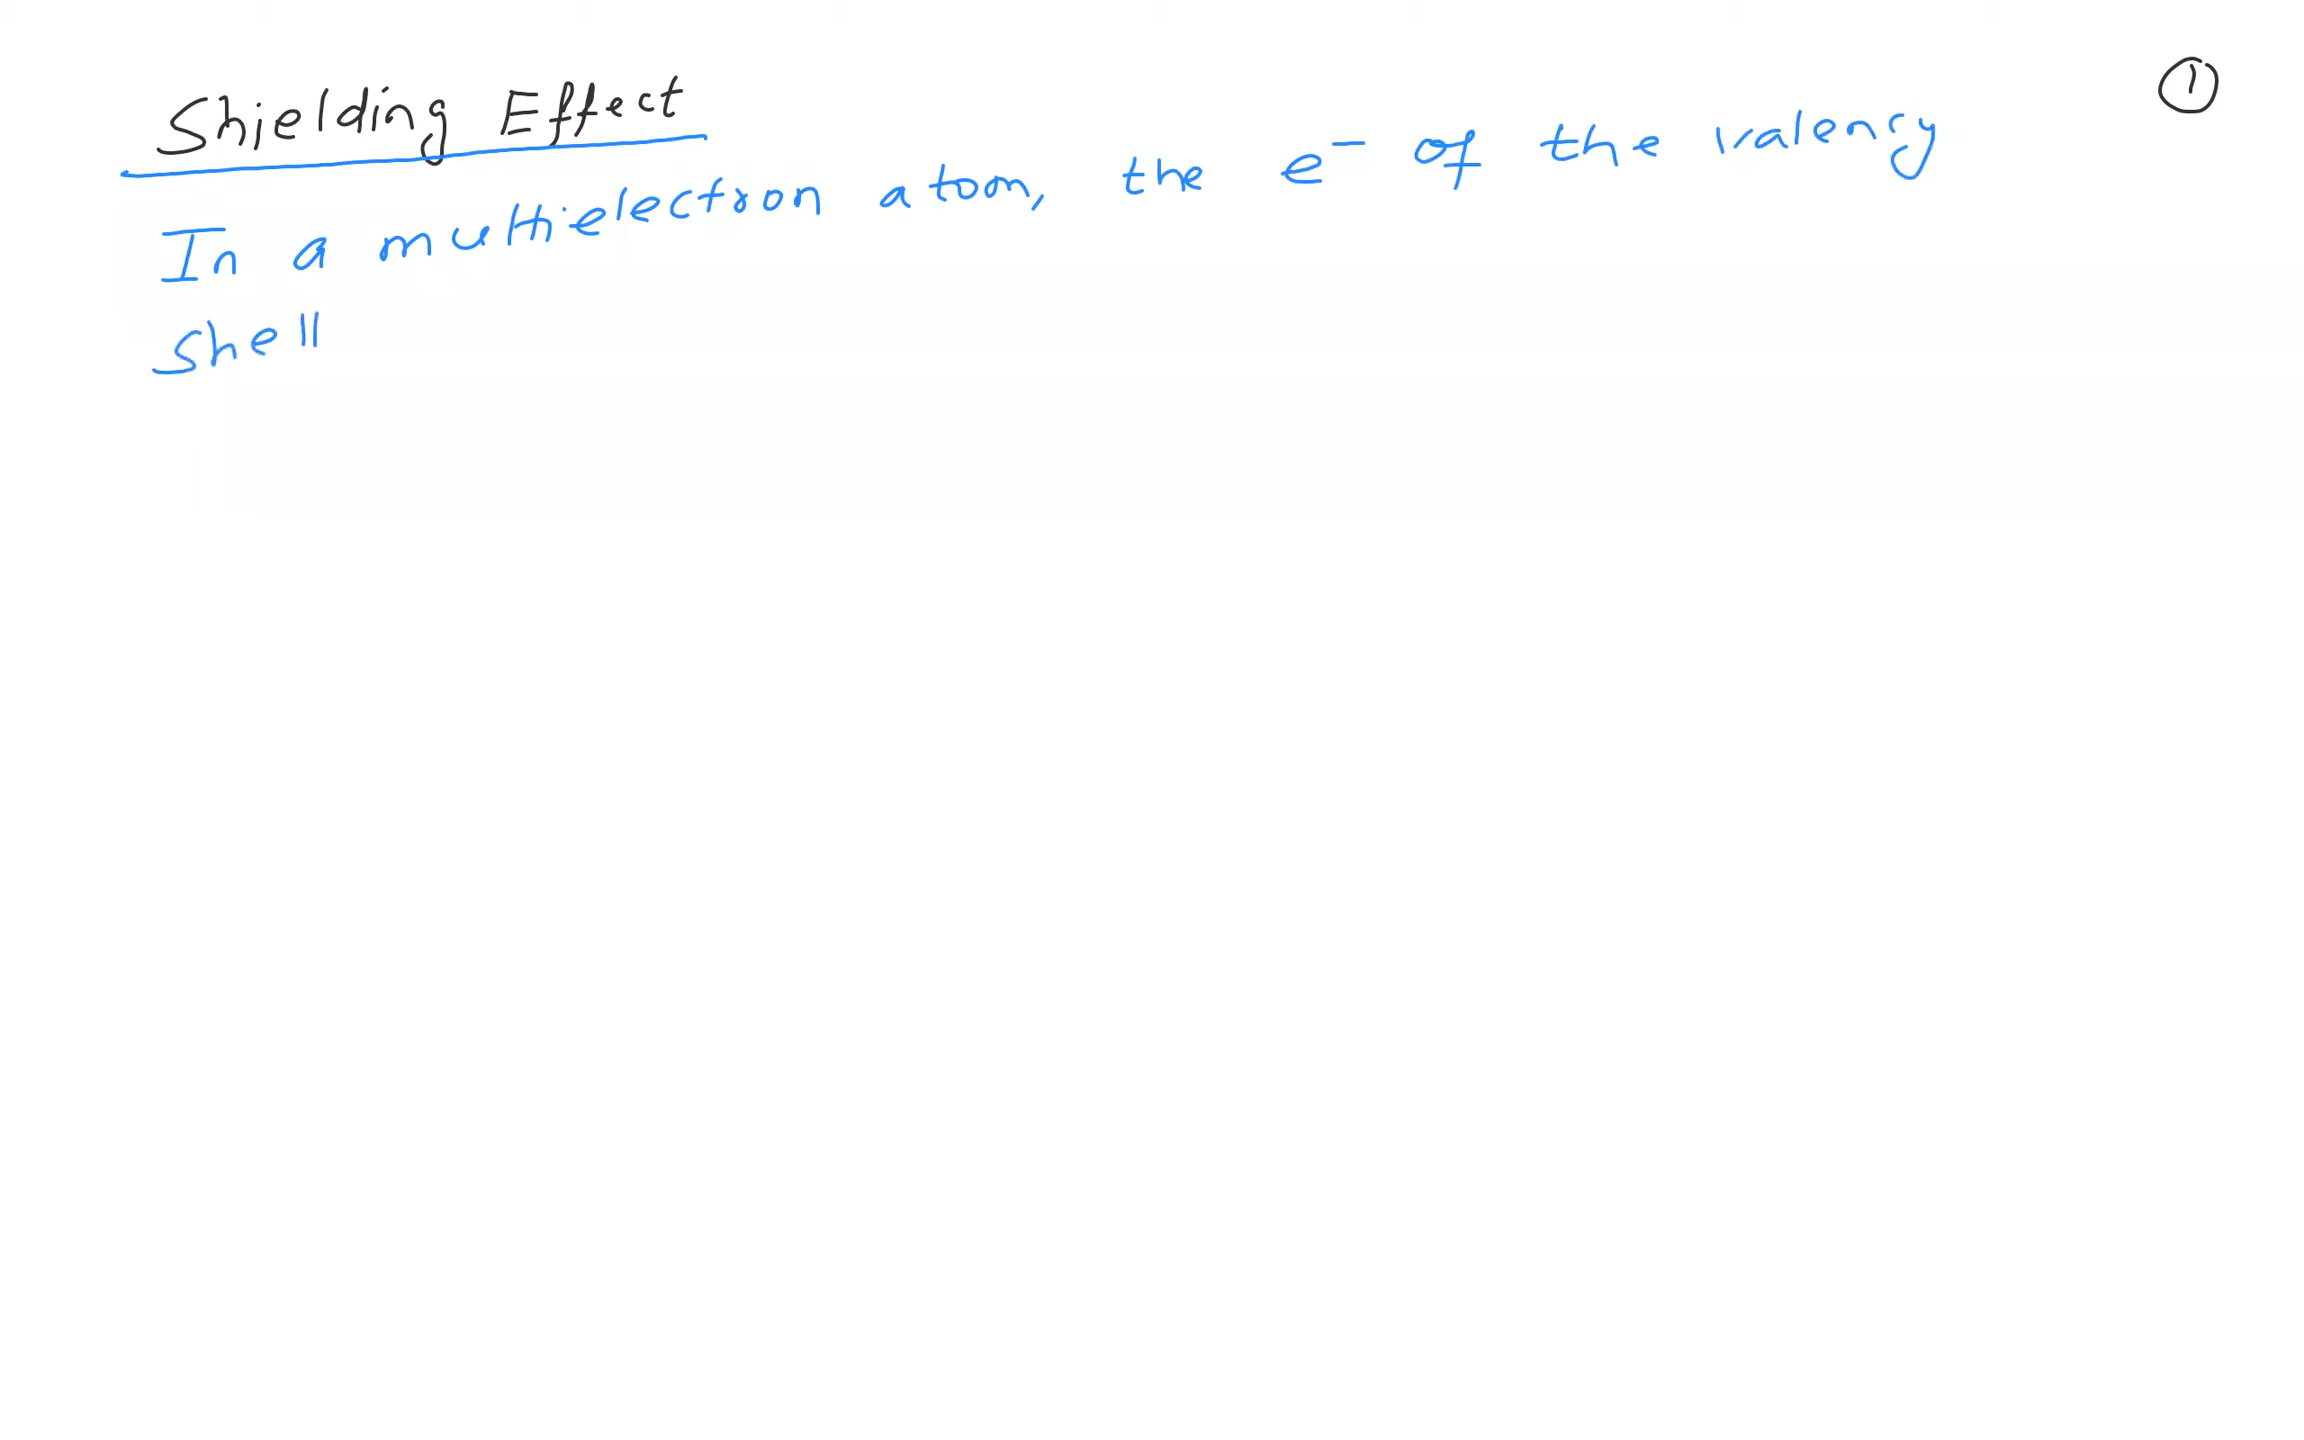 Shielding Effect
①
In a multielectron atom, the e⁻ of the valency
shell